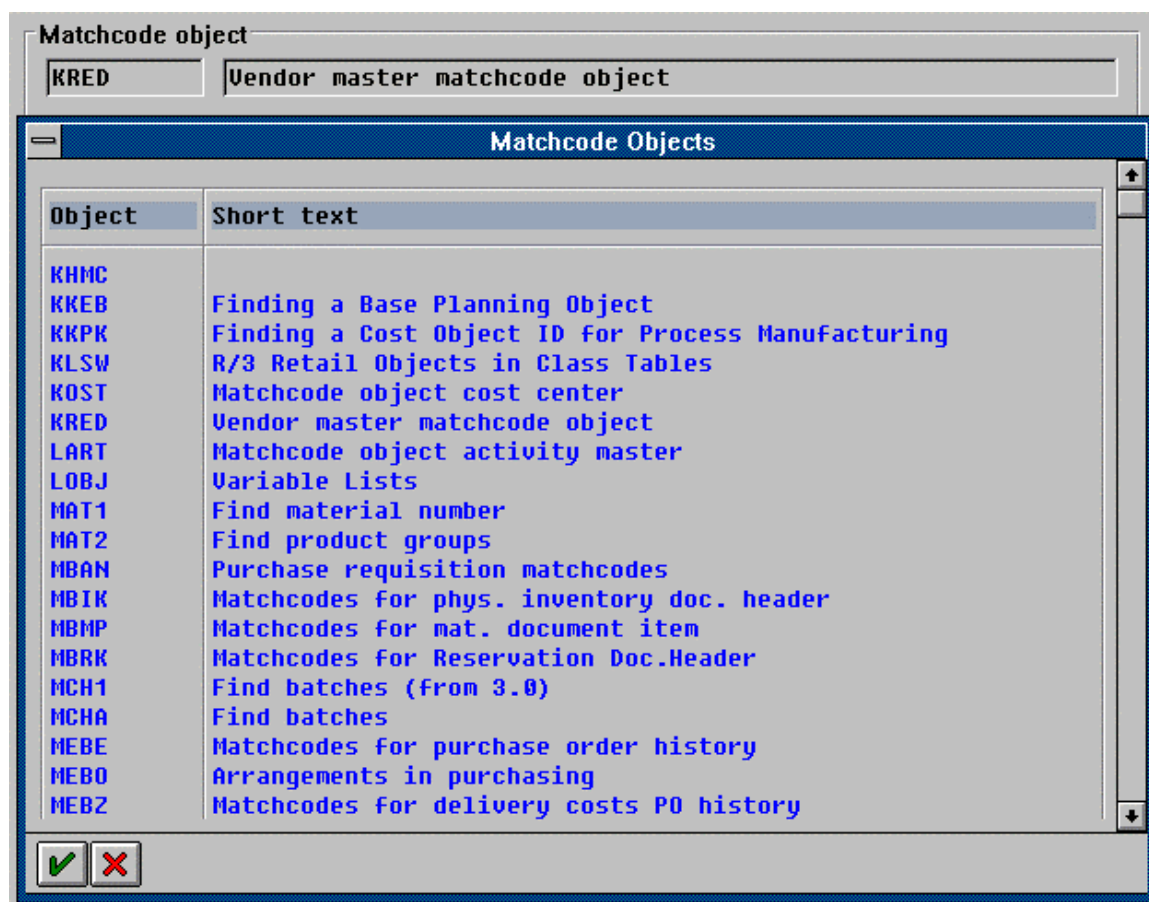 Matchcode object
KRED Vendor master matchcode object
Matchcode Objects
Object Short text
KHMC
KKEB Finding a Base Planning Object
KKPK Finding a Cost Object ID for Process Manufacturing
KLSW R/3 Retail Objects in Class Tables
KOST Matchcode object cost center
KRED Vendor master matchcode object
LART Matchcode object activity master
LOBJ Variable Lists
MAT1 Find material number
MAT2 Find product groups
MBAN Purchase requisition matchcodes
MBIK Matchcodes for phys. inventory doc. header
MBMP Matchcodes for mat. document item
MBRK Matchcodes for Reservation Doc.Header
MCH1 Find batches (from 3.0)
MCHA Find batches
MEBE Matchcodes for purchase order history
MEBO Arrangements in purchasing
MEBZ Matchcodes for delivery costs PO history